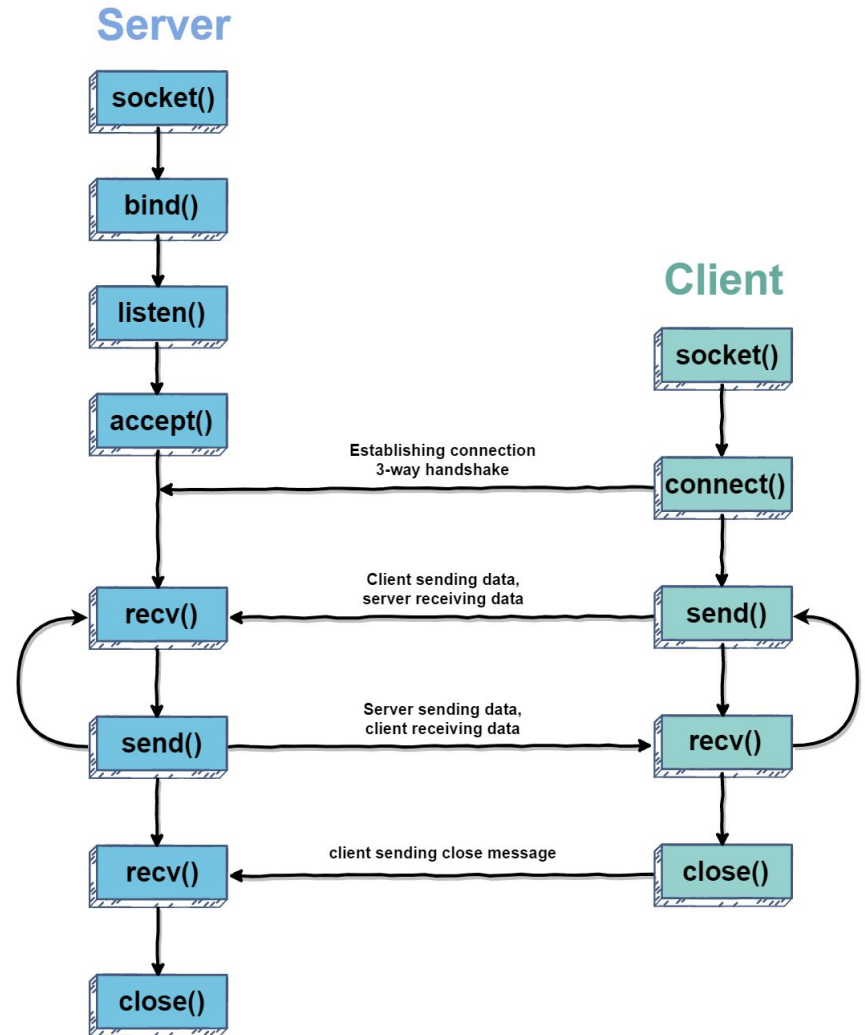 Server
socket()
bind()
listen()
Client
socket()
accept()
Establishing connection
3-way handshake
connect()
recv()
Client sending data,
server receiving data
send()
send()
Server sending data,
client receiving data
recv()
recv()
client sending close message
close()
close()